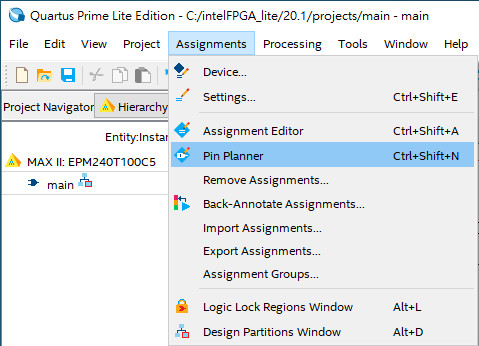 Quartus Prime Lite Edition - C:/intelFPGA_lite/20.1/projects/main - main
File Edit View Project Assignments Processing Tools Window Help
Project Navigator Hierarchy
Entity:Instan
MAX II: EPM240T100C5
main
Device...
Settings... Ctrl+Shift+E
Assignment Editor Ctrl+Shift+A
Pin Planner Ctrl+Shift+N
Remove Assignments...
Back-Annotate Assignments...
Import Assignments...
Export Assignments...
Assignment Groups...
Logic Lock Regions Window Alt+L
Design Partitions Window Alt+D